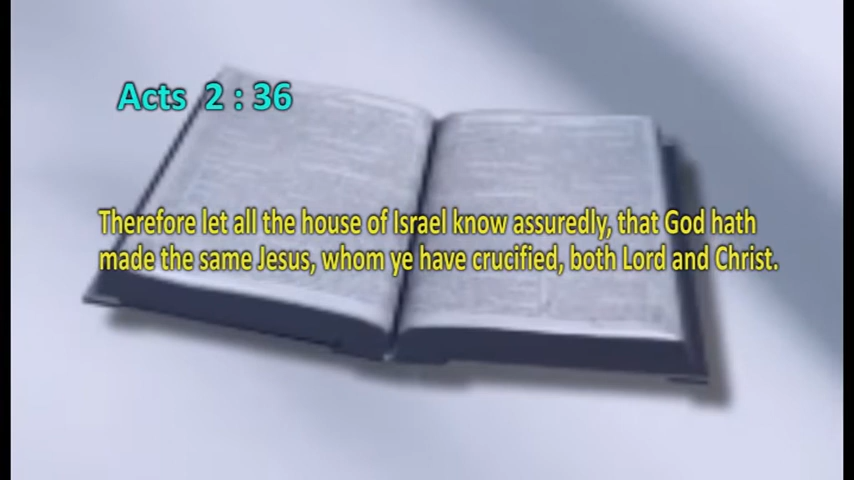 Acts 2 : 36
Therefore let all the house of Israel know assuredly, that God hath
made the same Jesus, whom ye have crucified, both Lord and Christ.